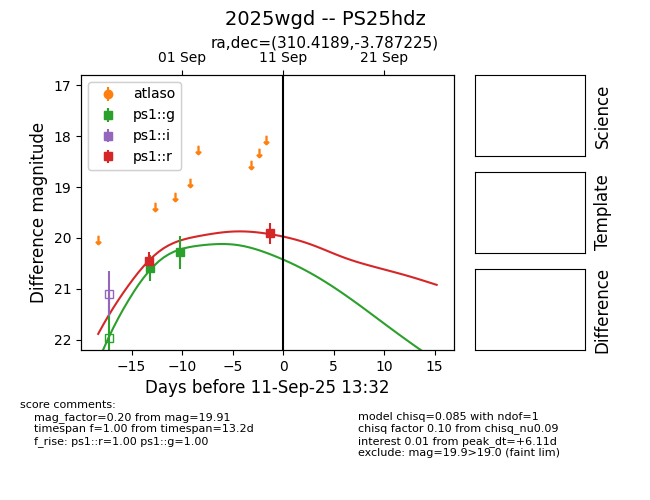 2025wgd -- PS25hdz
ra,dec=(310.4189,-3.787225)
01 Sep
11 Sep
21 Sep
17
18
19
20
21
22
Difference magnitude
atlaso
ps1::g
ps1::i
ps1::r
−15
−10
−5
0
5
10
15
Days before 11-Sep-25 13:32
Science
Template
Difference
score comments:
mag_factor=0.20 from mag=19.91
timespan f=1.00 from timespan=13.2d
f_rise: ps1::r=1.00 ps1::g=1.00
model chisq=0.085 with ndof=1
chisq factor 0.10 from chisq_nu0.09
interest 0.01 from peak_dt=+6.11d
exclude: mag=19.9>19.0 (faint lim)